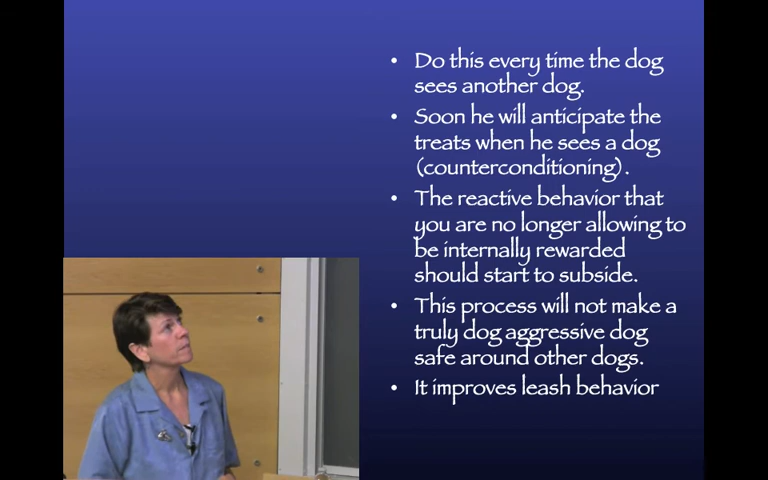 • Do this every time the dog
sees another dog.
• Soon he will anticipate the
treats when he sees a dog
(counterconditioning).
• The reactive behavior that
you are no longer allowing to
be internally rewarded
should start to subside.
• This process will not make a
truly dog aggressive dog
safe around other dogs.
• It improves leash behavior